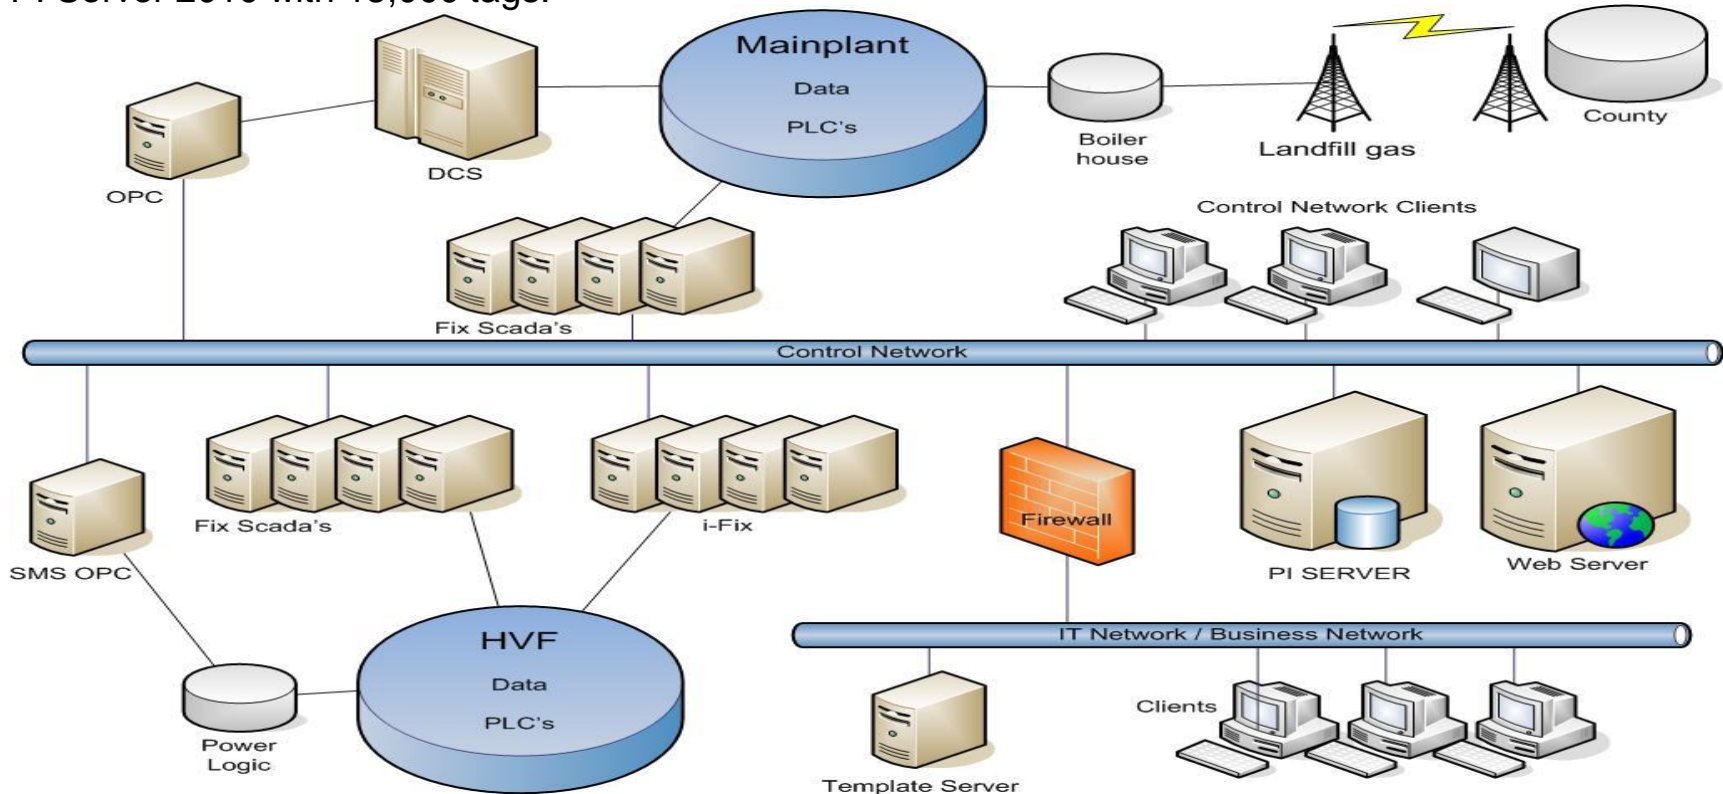 Mainplant
Data
PLC's
OPC
DCS
Boiler
house
Landfill gas
County
Control Network Clients
Fix Scada's
Control Network
SMS OPC
Fix Scada's
i-Fix
Firewall
PI SERVER
Web Server
IT Network / Business Network
HVF
Data
PLC's
Power
Logic
Clients
Template Server